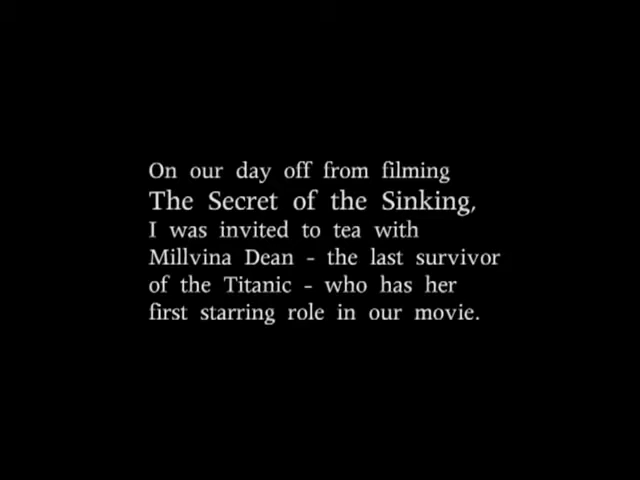 On our day off from filming
The Secret of the Sinking,
I was invited to tea with
Millvina Dean - the last survivor
of the Titanic - who has her
first starring role in our movie.